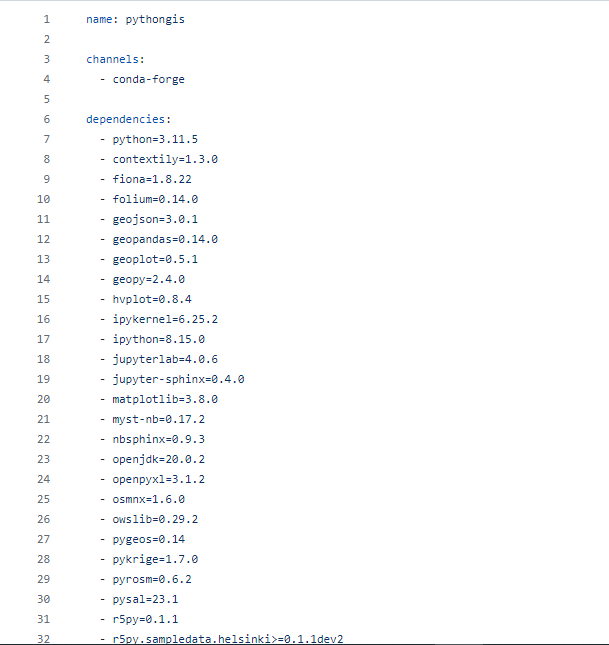 1 name: pythongis
2
3 channels:
4 - conda-forge
5
6 dependencies:
7 - python=3.11.5
8 - contextily=1.3.0
9 - fiona=1.8.22
10 - folium=0.14.0
11 - geojson=3.0.1
12 - geopandas=0.14.0
13 - geoplot=0.5.1
14 - geopy=2.4.0
15 - hvplot=0.8.4
16 - ipykernel=6.25.2
17 - ipython=8.15.0
18 - jupyterlab=4.0.6
19 - jupyter-sphinx=0.4.0
20 - matplotlib=3.8.0
21 - myst-nb=0.17.2
22 - nbsphinx=0.9.3
23 - openjdk=20.0.2
24 - openpyxl=3.1.2
25 - osmnx=1.6.0
26 - owslib=0.29.2
27 - pygeos=0.14
28 - pykrige=1.7.0
29 - pyrosm=0.6.2
30 - pysal=23.1
31 - r5py=0.1.1
32 - r5py.sampledata.helsinki>=0.1.1dev2